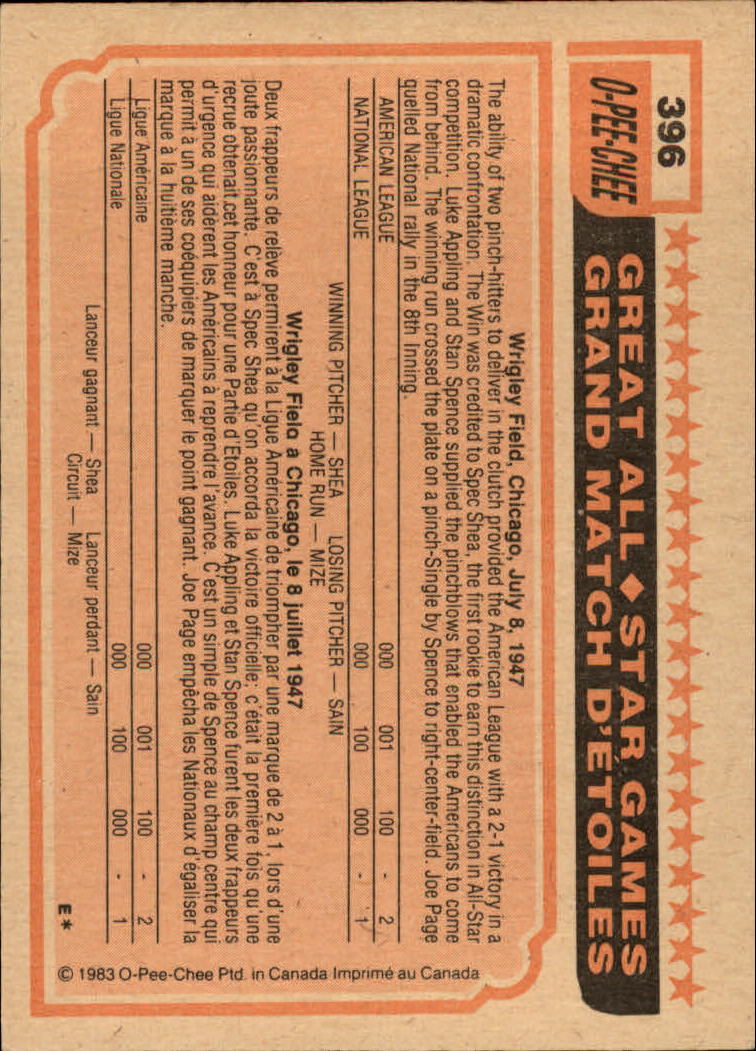 396
O-PEE-CHEE
GREAT ALL♦STAR GAMES
GRAND MATCH D'ÉTOILES
Wrigley Field, Chicago, July 8, 1947
The ability of two pinch-hitters to deliver in the clutch provided the American League with a 2-1 victory in a
dramatic confrontation. The Win was credited to Spec Shea, the first rookie to earn this distinction in All-Star
competition. Luke Appling and Stan Spence supplied the pinchblows that enabled the Americans to come
from behind. The winning run crossed the plate on a pinch-Single by Spence to right-center-field. Joe Page
quelled National rally in the 8th Inning.
AMERICAN LEAGUE 000 001 100 - 2
NATIONAL LEAGUE 000 100 000 - 1
WINNING PITCHER — SHEA LOSING PITCHER — SAIN
HOME RUN — MIZE
Wrigley Field à Chicago, le 8 juillet 1947
Deux frappeurs de relève permirent à la Ligue Américaine de triompher par une marque de 2 à 1, lors d'une
joute passionnante. C'est à Spec Shea qu'on accorda la victoire officielle; c'était la première fois qu'une
recrue obtenait cet honneur pour une Partie d'Etoiles. Luke Appling et Stan Spence furent les deux frappeurs
d'urgence qui aidèrent les Américains à reprendre l'avance. C'est un simple de Spence au champ centre qui
permit à un de ses coéquipiers de marquer le point gagnant. Joe Page empêcha les Nationaux d'égaliser la
marque à la huitième manche.
Ligue Américaine 000 001 100 - 2
Ligue Nationale 000 100 000 - 1
Lanceur gagnant — Shea Lanceur perdant — Sain
Circuit — Mize
E*
© 1983 O-Pee-Chee Ptd. in Canada Imprimé au Canada